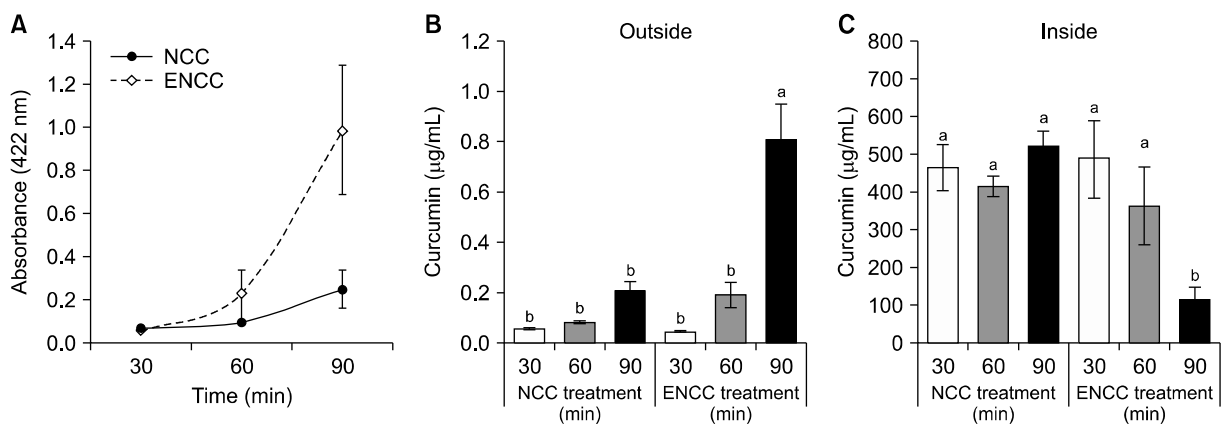 A
Absorbance (422 nm)
1.4
1.2
1.0
0.8
0.6
0.4
0.2
0.0
NCC
ENCC
30 60 90
Time (min)
B
Outside
Curcumin (µg/mL)
1.2
1.0
0.8
0.6
0.4
0.2
0.0
b b b b b a
30 60 90 30 60 90
NCC treatment ENCC treatment
(min) (min)
C
Inside
Curcumin (µg/mL)
800
700
600
500
400
300
200
100
0
a a a a a b
30 60 90 30 60 90
NCC treatment ENCC treatment
(min) (min)